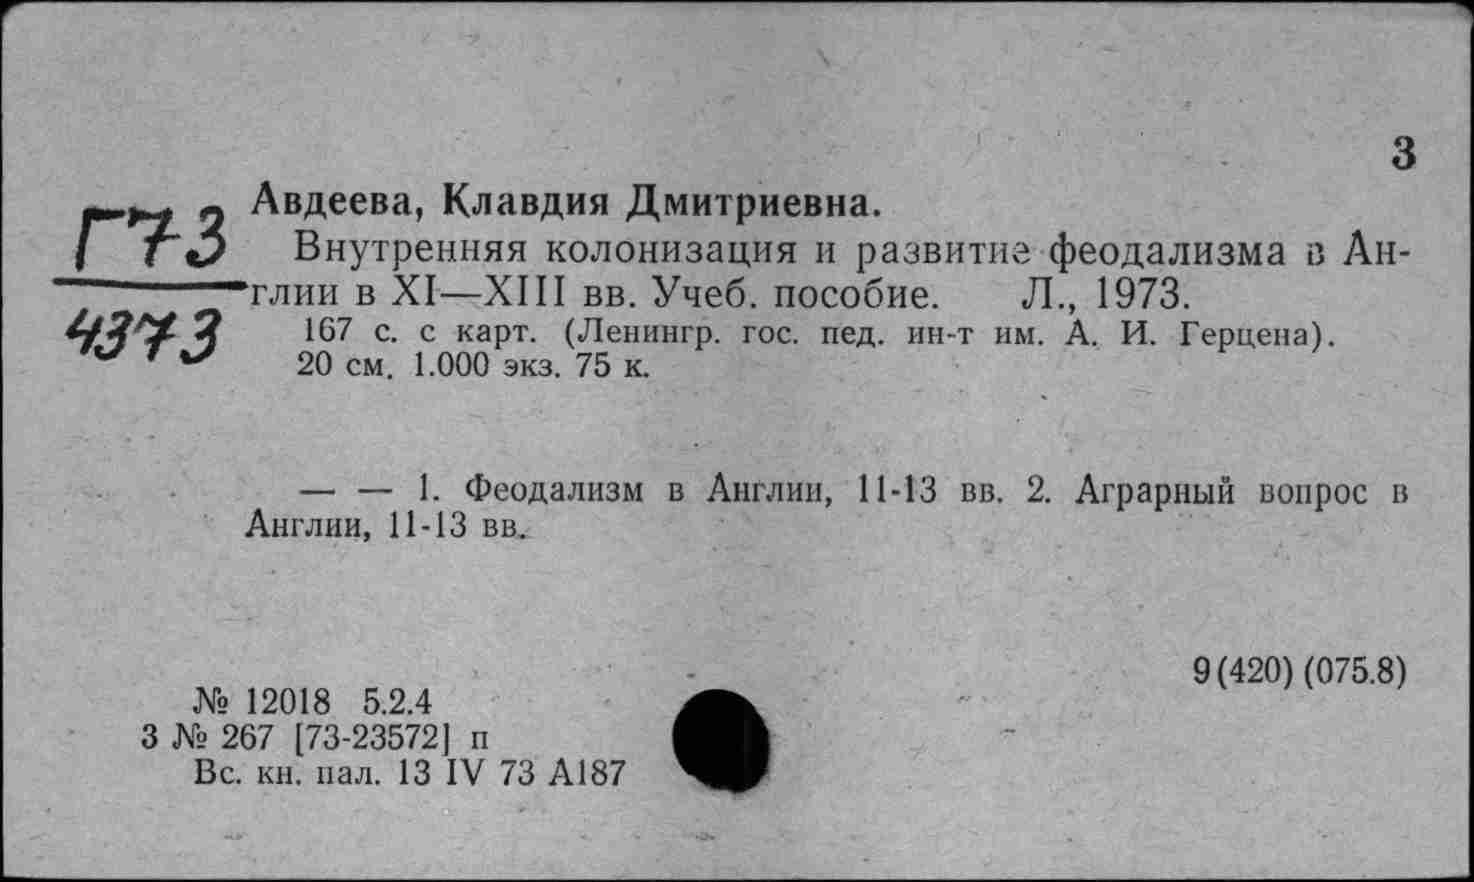 З
Авдеева, Клавдия Дмитриевна.
Г73
Внутренняя колонизация и развитие феодализма в Ан-
глии в XI—XIII вв. Учеб. пособие. Л., 1973.
4373
167 с. с карт. (Ленингр. гос. пед. ин-т им. А. И. Герцена).
20 см. 1.000 экз. 75 к.
— — 1. Феодализм в Англии, 11-13 вв. 2. Аграрный вопрос в
Англии, 11-13 вв.
9(420)(075.8)
№ 12018 5.2.4
3 № 267 [73-23572] п
Вс. кн. пал. 13 IV 73 А187